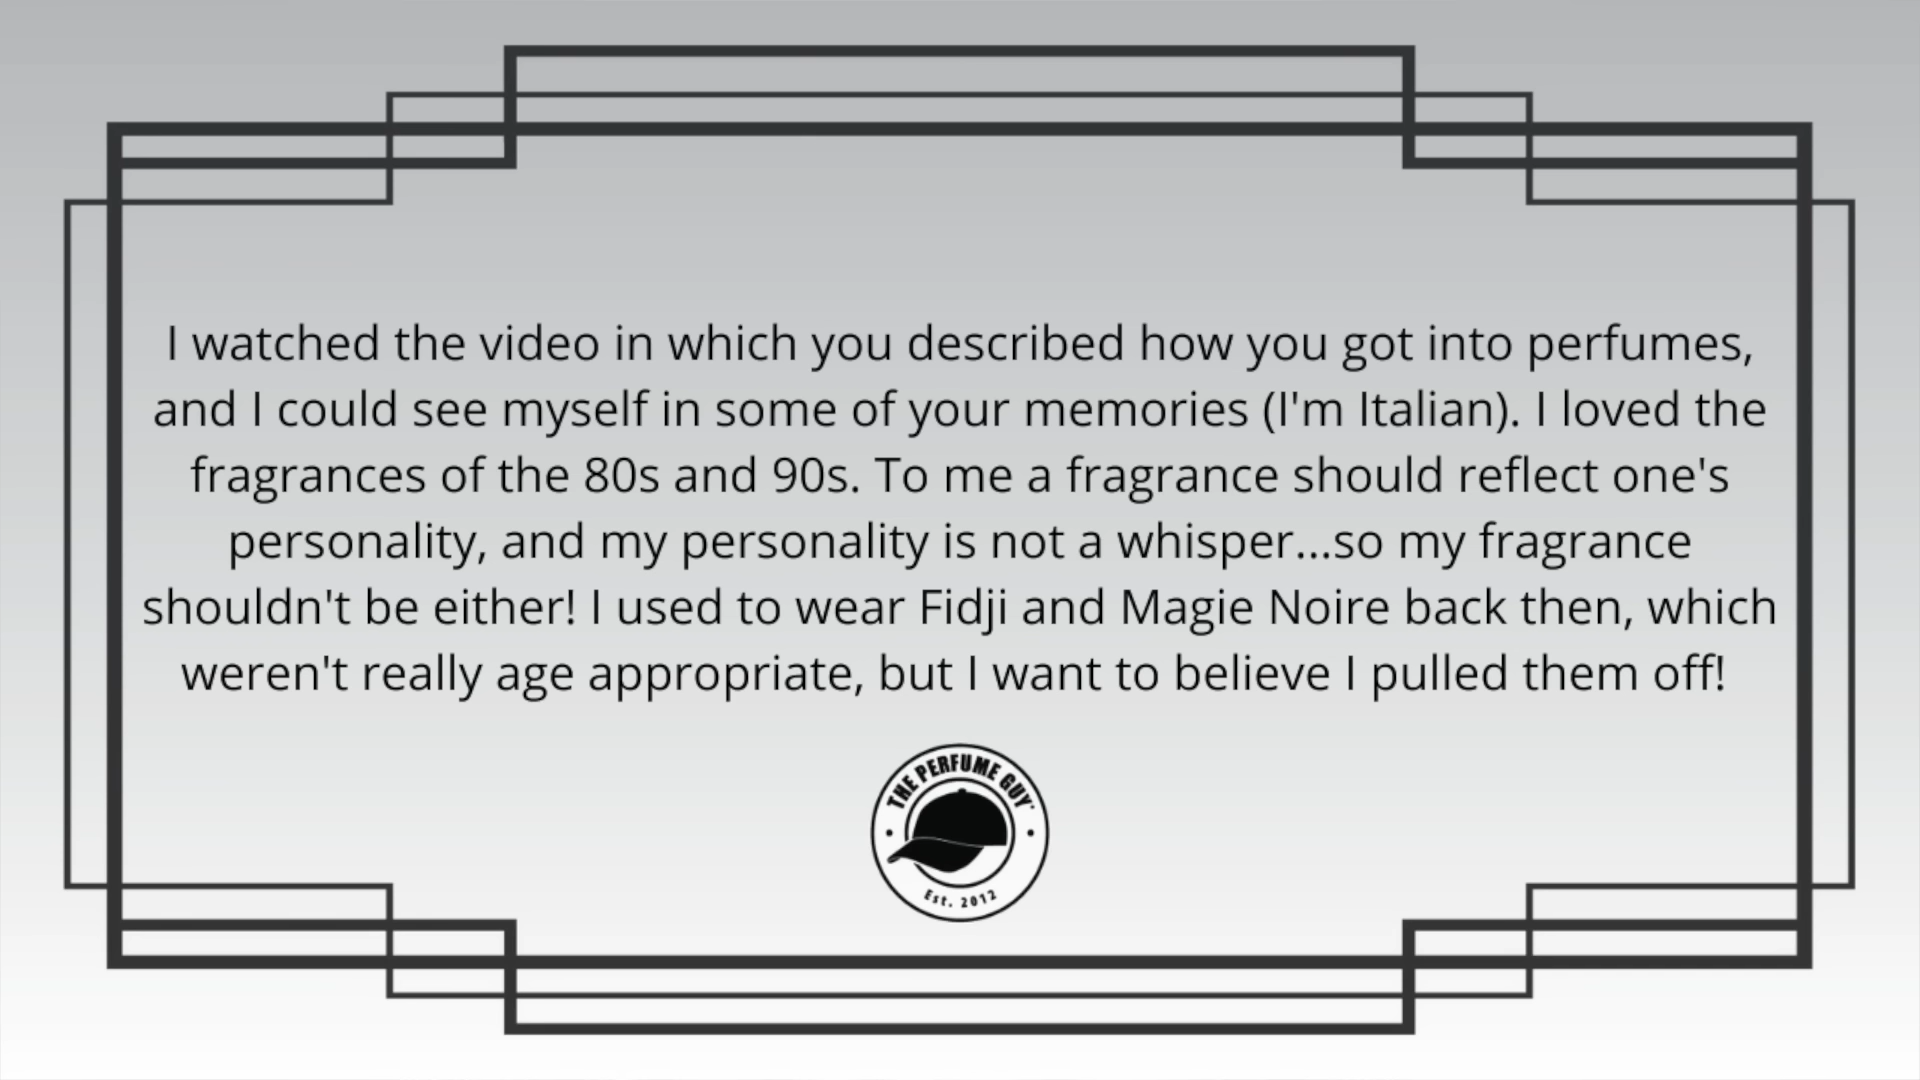 I watched the video in which you described how you got into perfumes,
and I could see myself in some of your memories (I'm Italian). I loved the
fragrances of the 80s and 90s. To me a fragrance should reflect one's
personality, and my personality is not a whisper...so my fragrance
shouldn't be either! I used to wear Fidji and Magie Noire back then, which
weren't really age appropriate, but I want to believe I pulled them off!
THE PERFUME GUY
Est. 2012